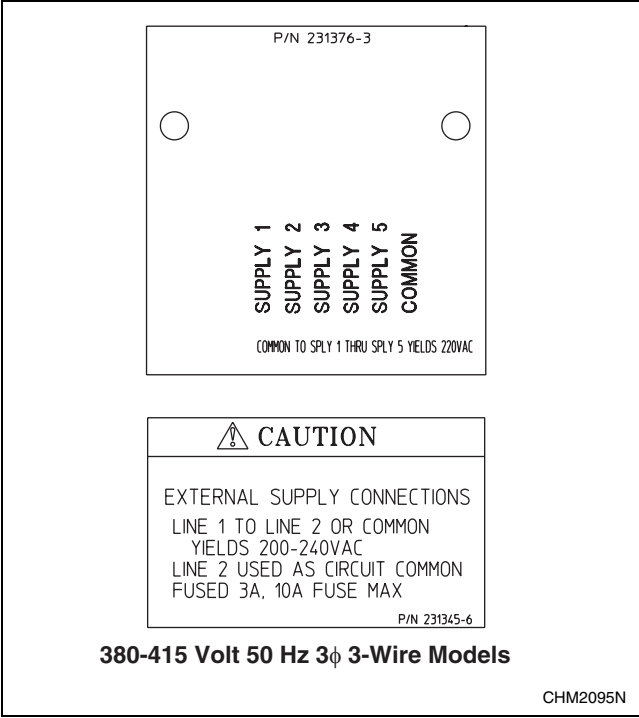 P/N 231376-3
SUPPLY 1
SUPPLY 2
SUPPLY 3
SUPPLY 4
SUPPLY 5
COMMON
COMMON TO SPLY 1 THRU SPLY 5 YIELDS 220VAC
CAUTION
EXTERNAL SUPPLY CONNECTIONS
LINE 1 TO LINE 2 OR COMMON
YIELDS 200-240VAC
LINE 2 USED AS CIRCUIT COMMON
FUSED 3A, 10A FUSE MAX
P/N 231345-6
380-415 Volt 50 Hz 3ϕ 3-Wire Models
CHM2095N